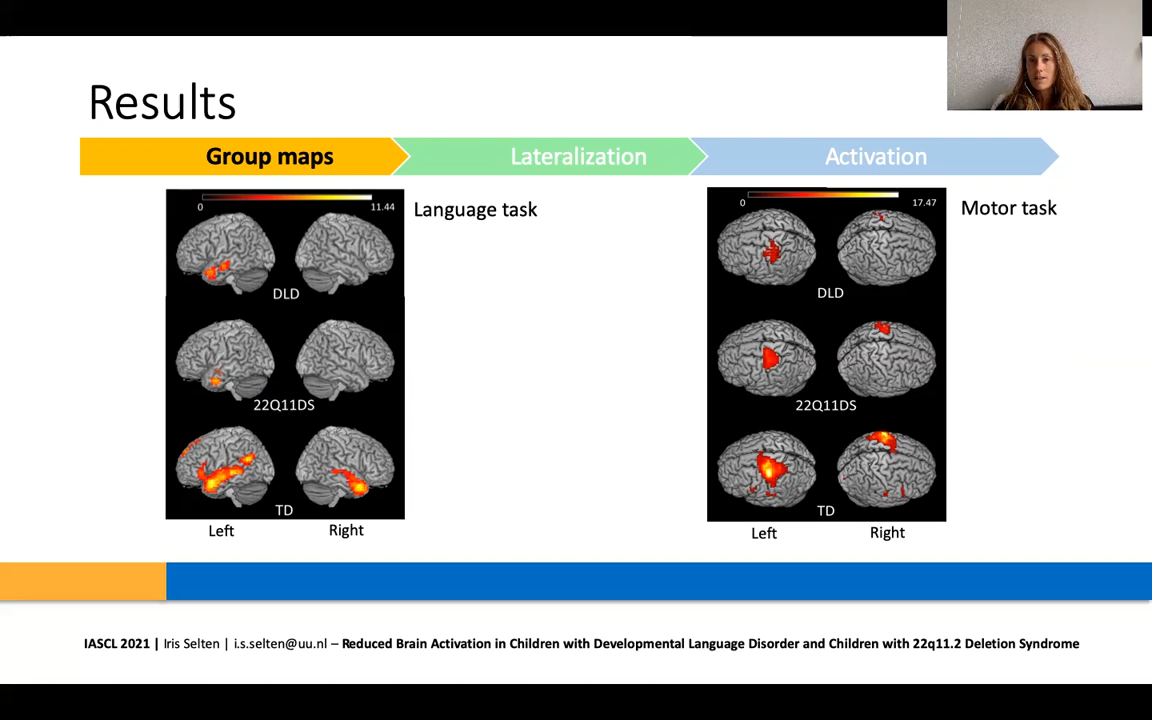 Results
Group maps
Lateralization
Activation
0
11.44
Language task
DLD
22Q11DS
TD
Left
Right
0
17.47
Motor task
DLD
22Q11DS
TD
Left
Right
IASCL 2021 | Iris Selten | i.s.selten@uu.nl – Reduced Brain Activation in Children with Developmental Language Disorder and Children with 22q11.2 Deletion Syndrome